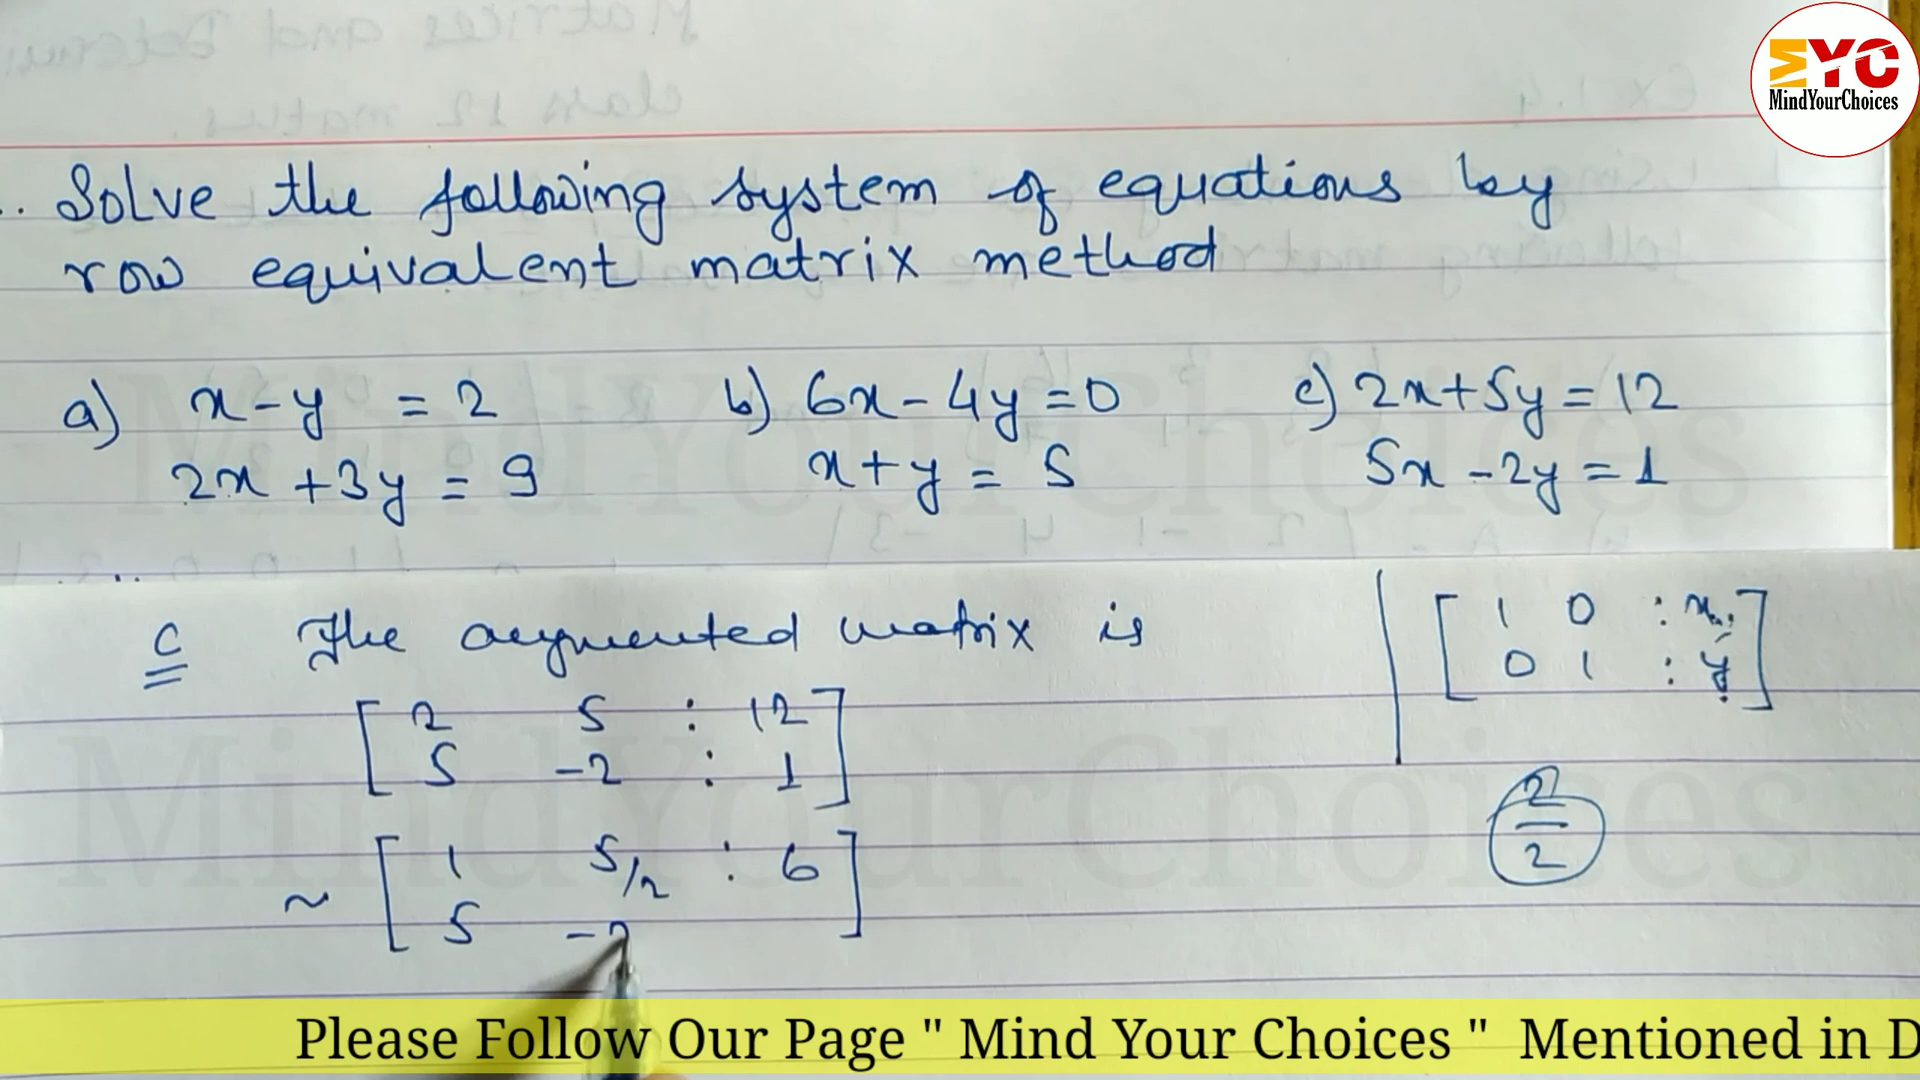 MYC
MindYourChoices
Solve the following system of equations by
row equivalent matrix method
a) x - y = 2
2x + 3y = 9
b) 6x - 4y = 0
x + y = 5
c) 2x + 5y = 12
5x - 2y = 1
C The augmented matrix is
[ 2 5 : 12
5 -2 : 1 ]
~ [ 1 5/2 : 6
5 -2 ]
[ 1 0 : x
0 1 : y ]
2/2
MindYourChoices
MindYourChoices
Please Follow Our Page " Mind Your Choices " Mentioned in D